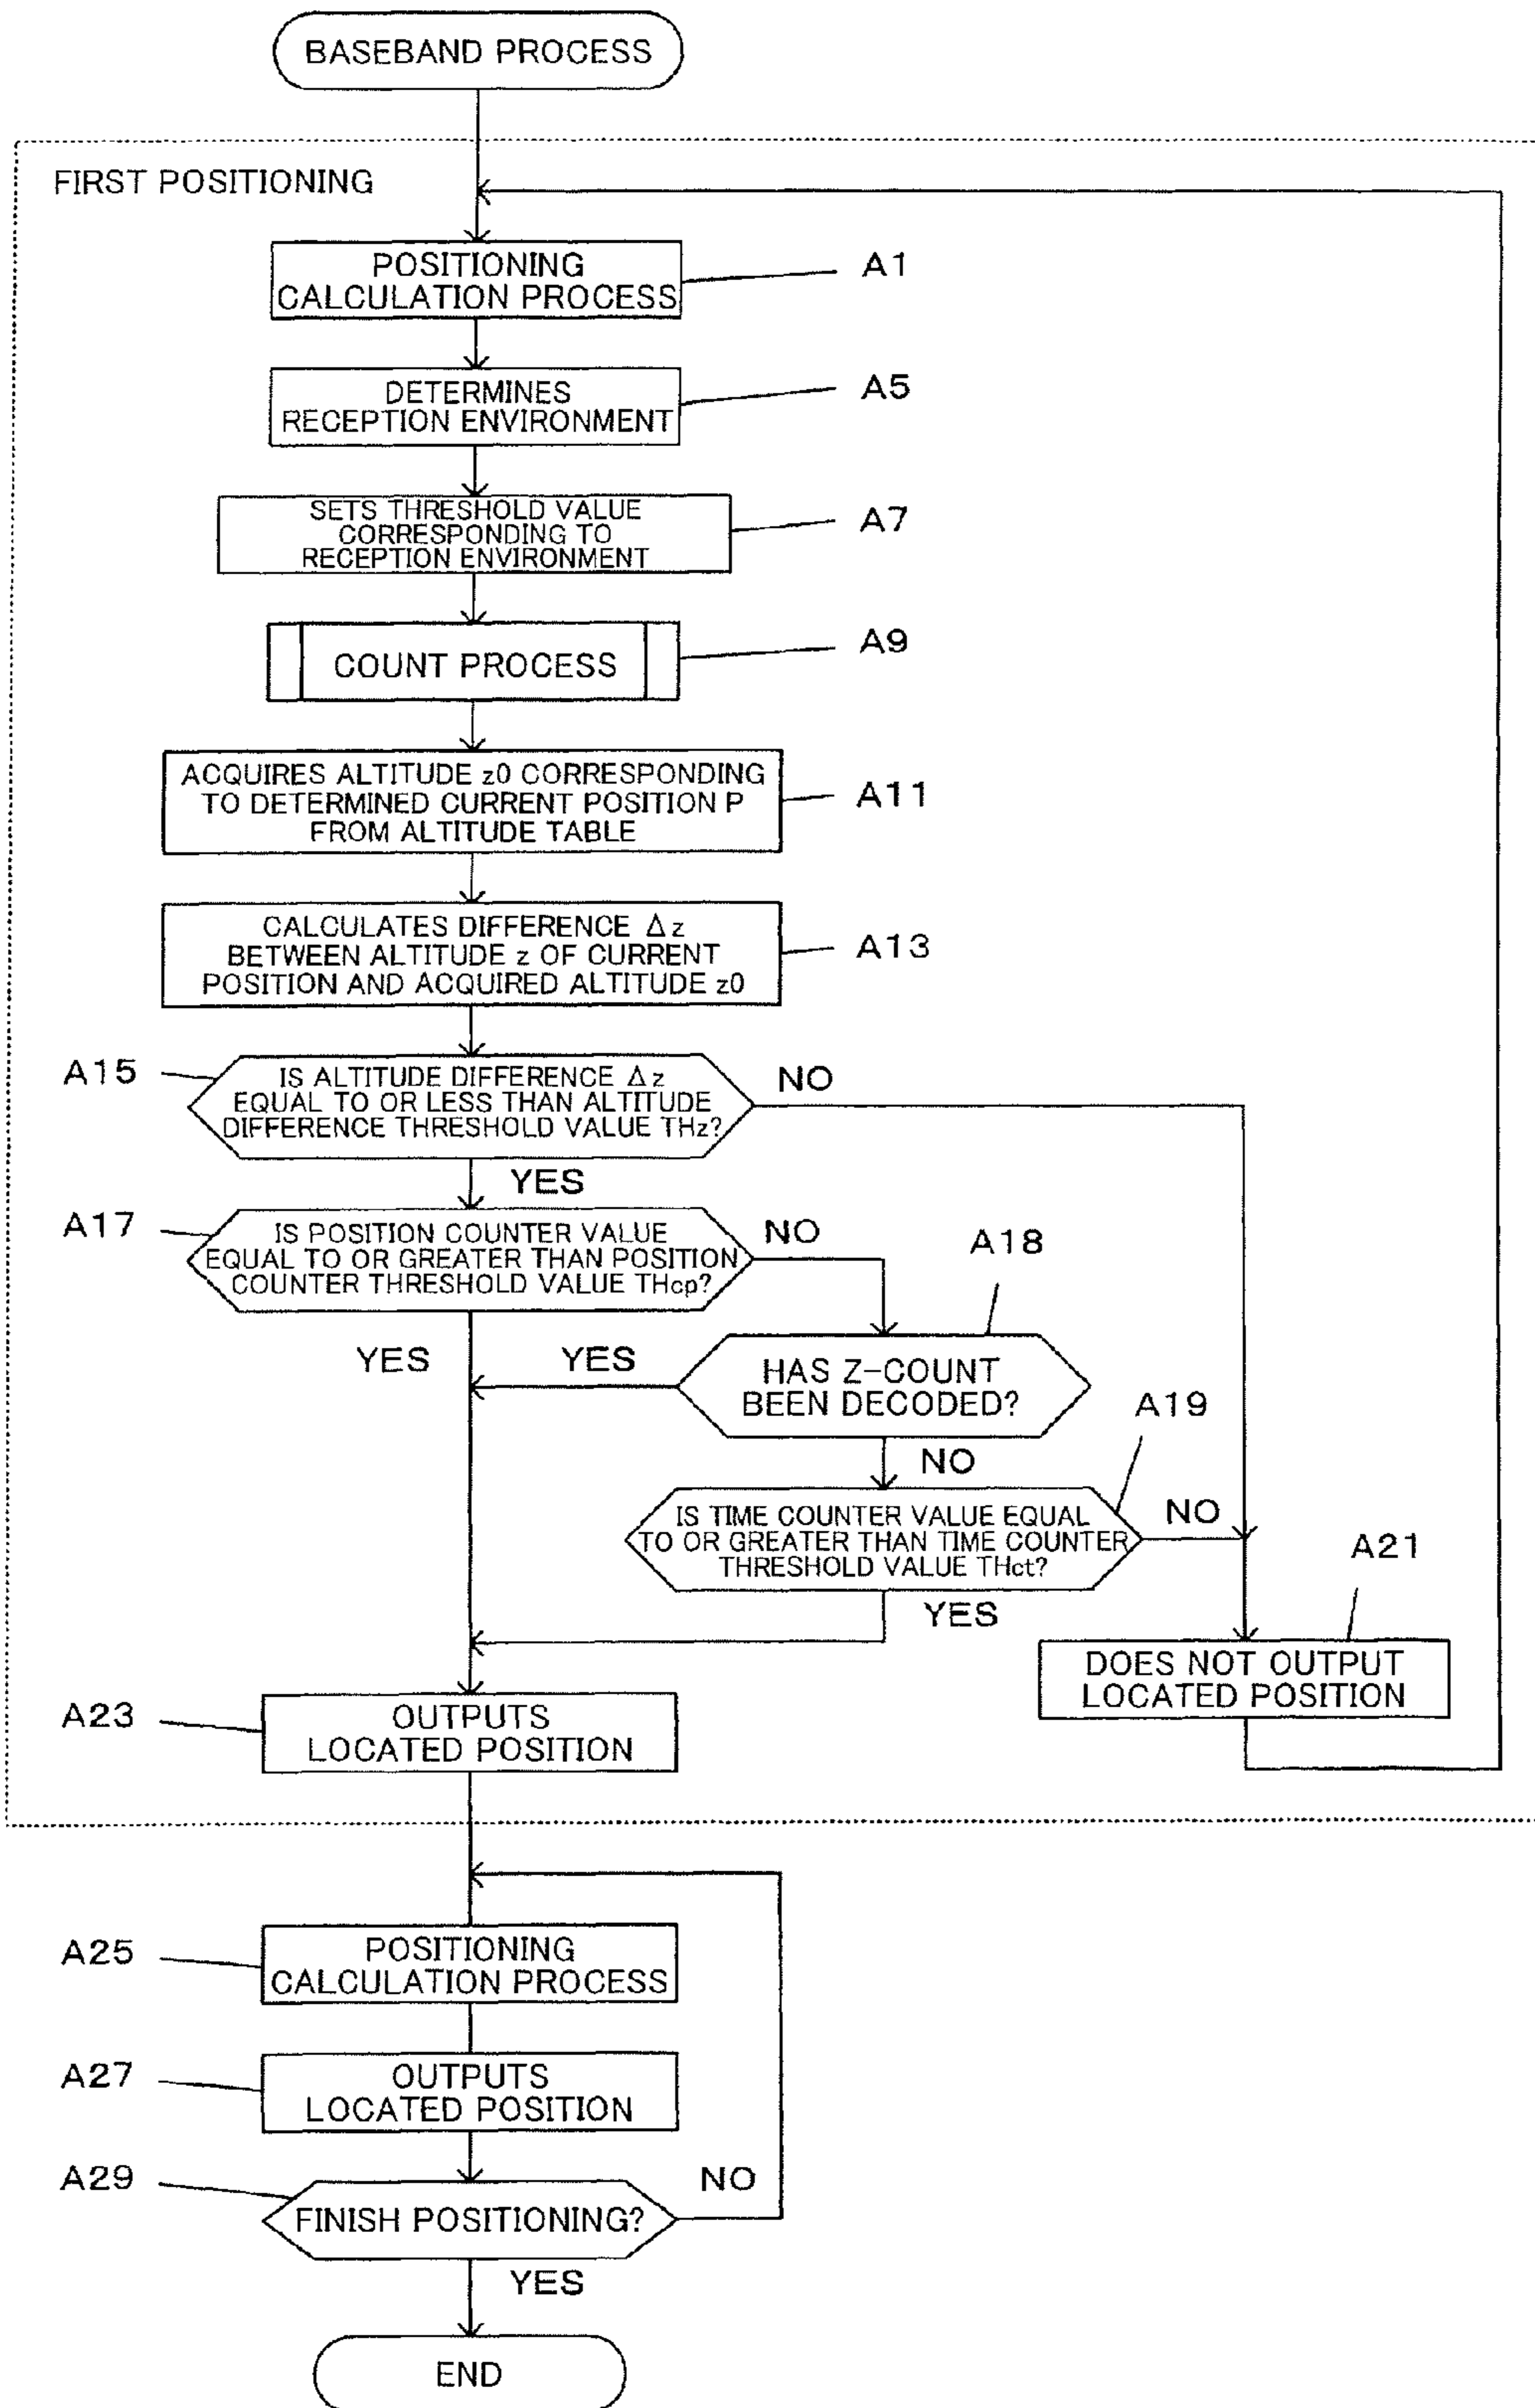 BASEBAND PROCESS
FIRST POSITIONING
POSITIONING
CALCULATION PROCESS
A1
DETERMINES
RECEPTION ENVIRONMENT
A5
SETS THRESHOLD VALUE
CORRESPONDING TO
RECEPTION ENVIRONMENT
A7
COUNT PROCESS
A9
ACQUIRES ALTITUDE z0 CORRESPONDING
TO DETERMINED CURRENT POSITION P
FROM ALTITUDE TABLE
A11
CALCULATES DIFFERENCE Δz
BETWEEN ALTITUDE z OF CURRENT
POSITION AND ACQUIRED ALTITUDE z0
A13
A15
IS ALTITUDE DIFFERENCE Δz
EQUAL TO OR LESS THAN ALTITUDE
DIFFERENCE THRESHOLD VALUE THz?
NO
YES
A17
IS POSITION COUNTER VALUE
EQUAL TO OR GREATER THAN POSITION
COUNTER THRESHOLD VALUE THcp?
NO
YES
A18
HAS Z-COUNT
BEEN DECODED?
YES
NO
A19
IS TIME COUNTER VALUE EQUAL
TO OR GREATER THAN TIME COUNTER
THRESHOLD VALUE THct?
NO
YES
A21
DOES NOT OUTPUT
LOCATED POSITION
A23
OUTPUTS
LOCATED POSITION
A25
POSITIONING
CALCULATION PROCESS
A27
OUTPUTS
LOCATED POSITION
A29
FINISH POSITIONING?
NO
YES
END